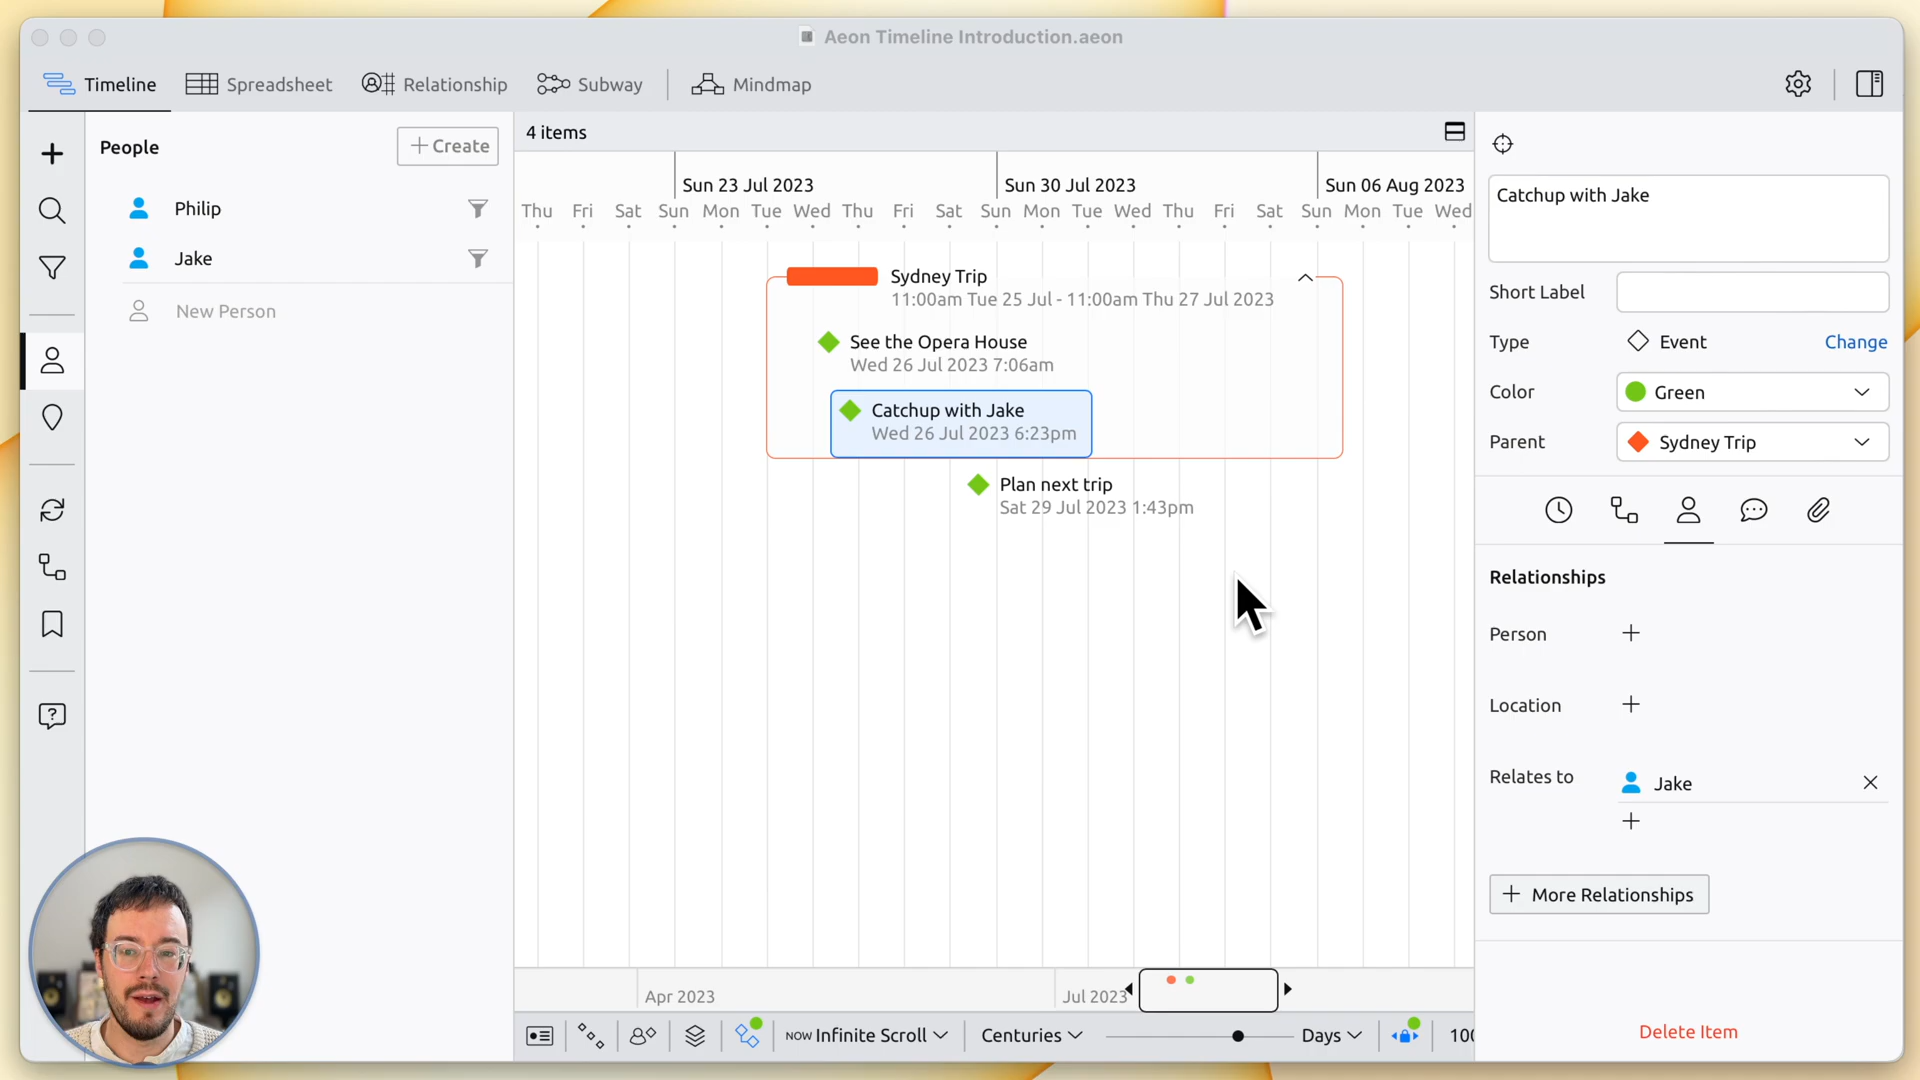 Aeon Timeline Introduction.aeon
Timeline
Spreadsheet
Relationship
Subway
Mindmap
People
Create
Philip
Jake
New Person
4 items
Sun 23 Jul 2023
Sun 30 Jul 2023
Sun 06 Aug 2023
Thu Fri Sat Sun Mon Tue Wed Thu Fri Sat Sun Mon Tue Wed Thu Fri Sat Sun Mon Tue Wed
Sydney Trip
11:00am Tue 25 Jul - 11:00am Thu 27 Jul 2023
See the Opera House
Wed 26 Jul 2023 7:06am
Catchup with Jake
Wed 26 Jul 2023 6:23pm
Plan next trip
Sat 29 Jul 2023 1:43pm
Apr 2023
Jul 2023
NOW Infinite Scroll
Centuries
Days
100
Catchup with Jake
Short Label
Type
Event
Change
Color
Green
Parent
Sydney Trip
Relationships
Person
Location
Relates to
Jake
More Relationships
Delete Item